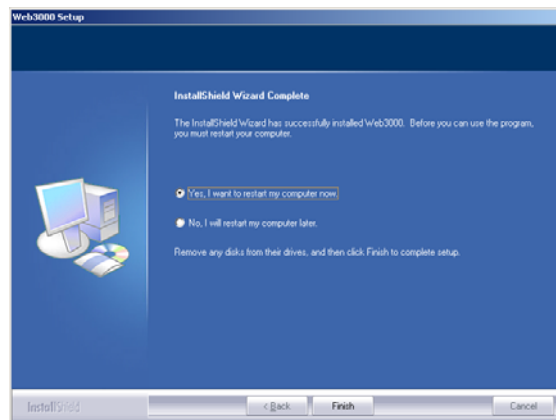 Web3000 Setup
InstallShield Wizard Complete
The InstallShield Wizard has successfully installed Web3000. Before you can use the program,
you must restart your computer.
Yes, I want to restart my computer now.
No, I will restart my computer later.
Remove any disks from their drives, and then click Finish to complete setup.
InstallShield
< Back
Finish
Cancel